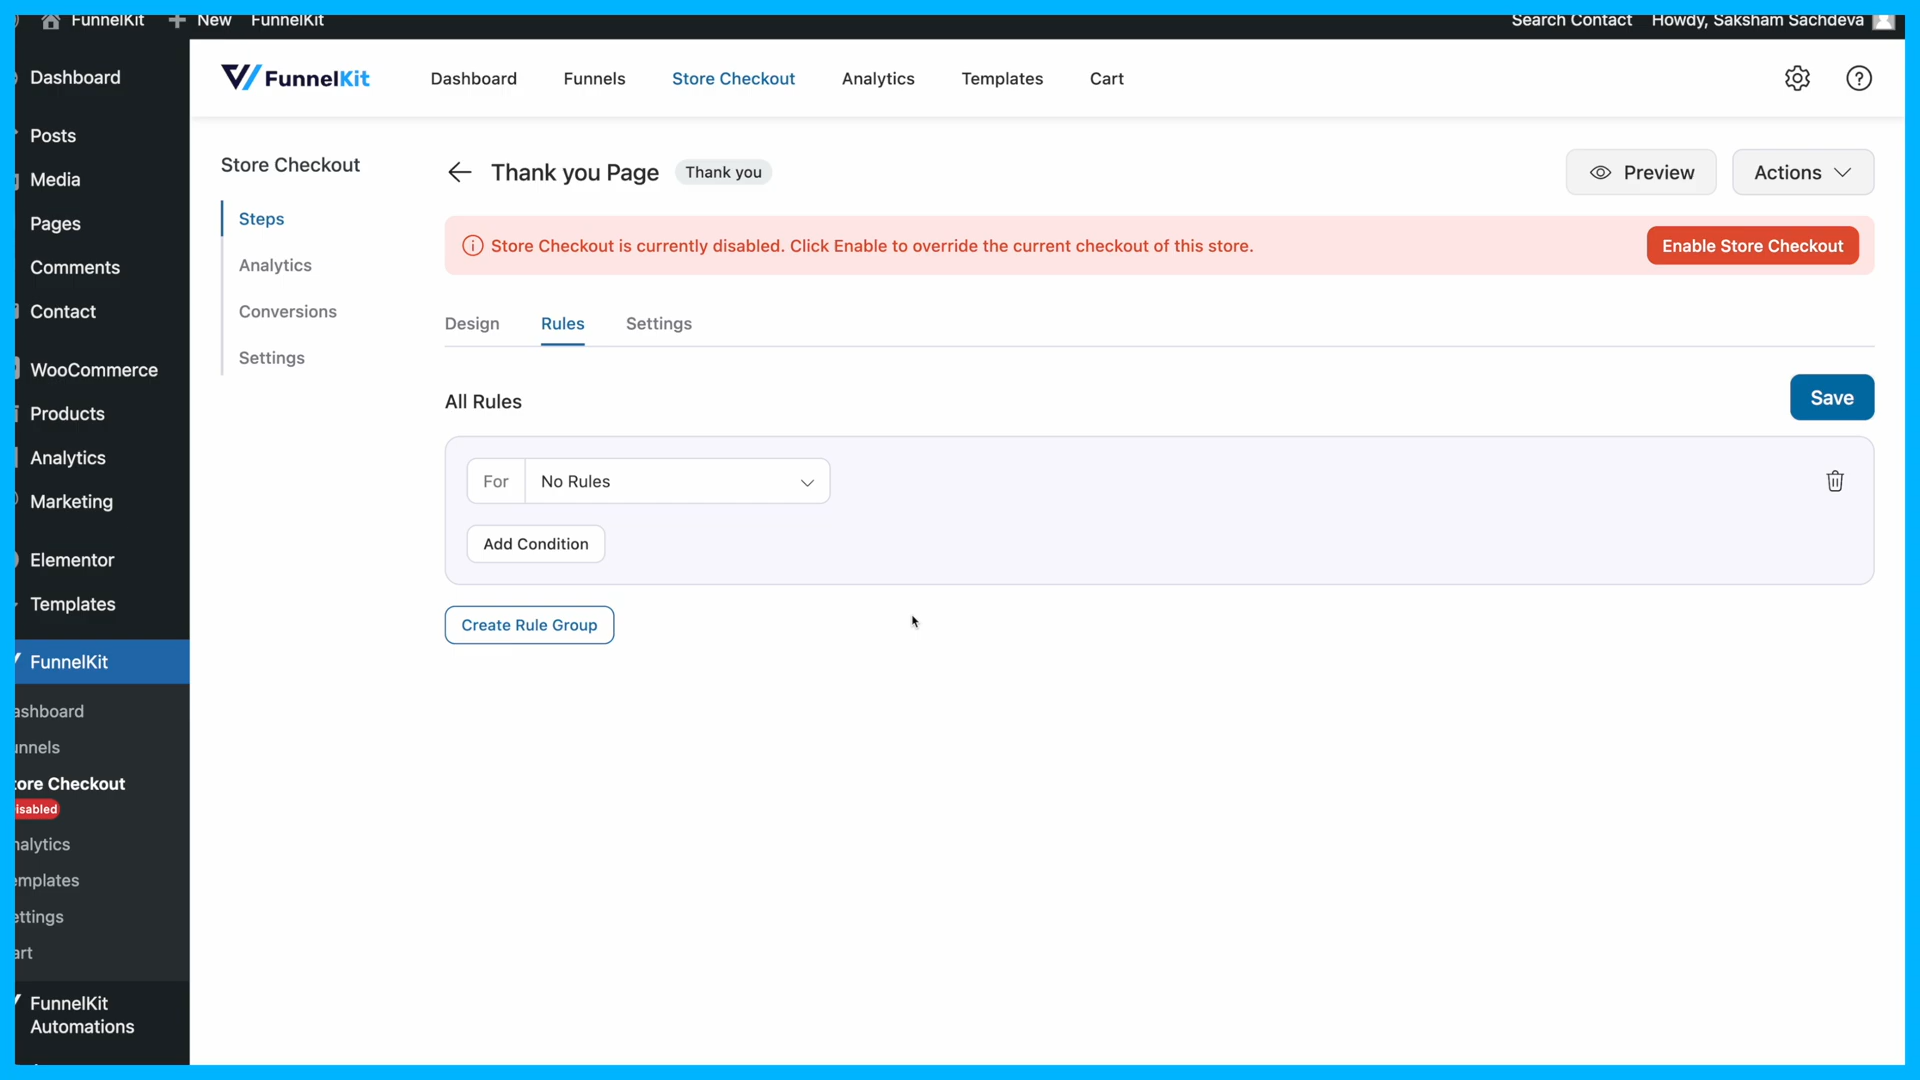 FunnelKit
New
FunnelKit
Search Contact
Howdy, Saksham Sachdeva
Dashboard
Posts
Media
Pages
Comments
Contact
WooCommerce
Products
Analytics
Marketing
Elementor
Templates
FunnelKit
ashboard
unnels
tore Checkout
isabled
nalytics
emplates
ettings
art
FunnelKit
Automations
FunnelKit
Dashboard
Funnels
Store Checkout
Analytics
Templates
Cart
Store Checkout
Steps
Analytics
Conversions
Settings
Thank you Page
Thank you
Preview
Actions
Store Checkout is currently disabled. Click Enable to override the current checkout of this store.
Enable Store Checkout
Design
Rules
Settings
All Rules
Save
For
No Rules
Add Condition
Create Rule Group